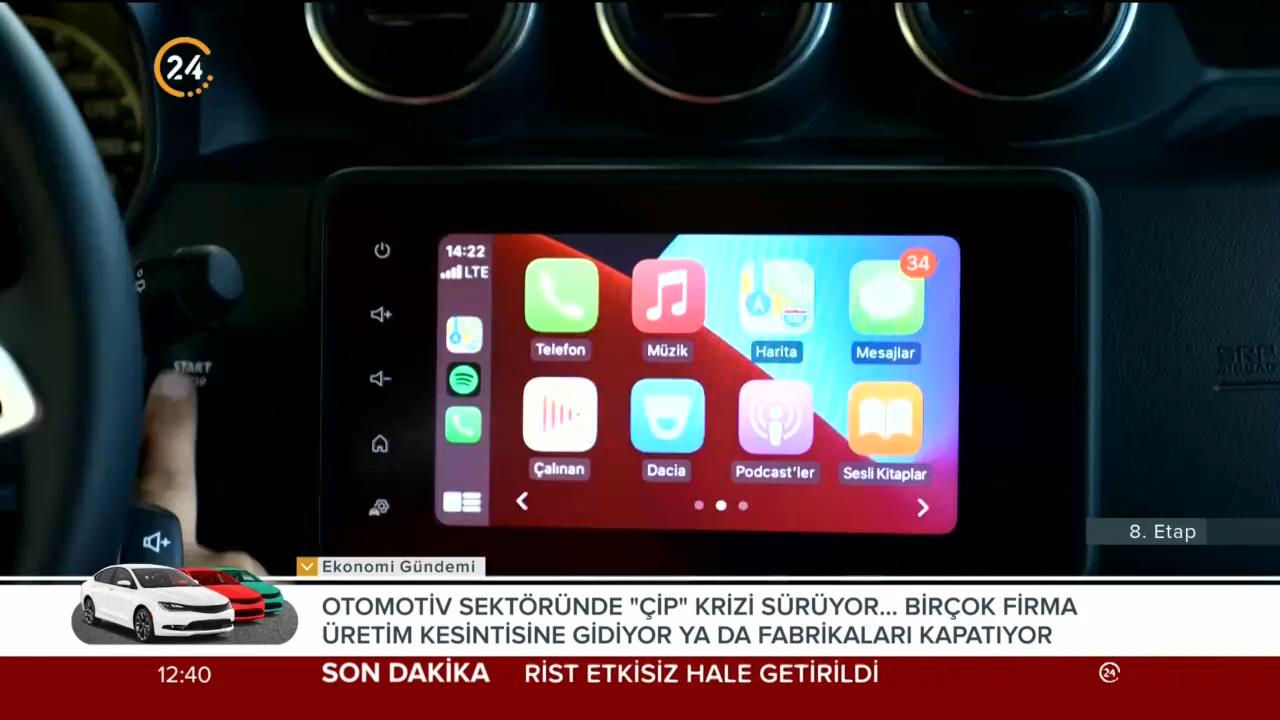 24
14:22
LTE
34
Telefon
Müzik
Harita
Mesajlar
START
Çalınan
Dacia
Podcast'ler
Sesli Kitaplar
8. Etap
Ekonomi Gündemi
OTOMOTİV SEKTÖRÜNDE "ÇİP" KRİZİ SÜRÜYOR... BİRÇOK FİRMA
ÜRETİM KESİNTİSİNE GİDİYOR YA DA FABRİKALARI KAPATIYOR
12:40
SON DAKİKA
RİST ETKİSİZ HALE GETİRİLDİ
24